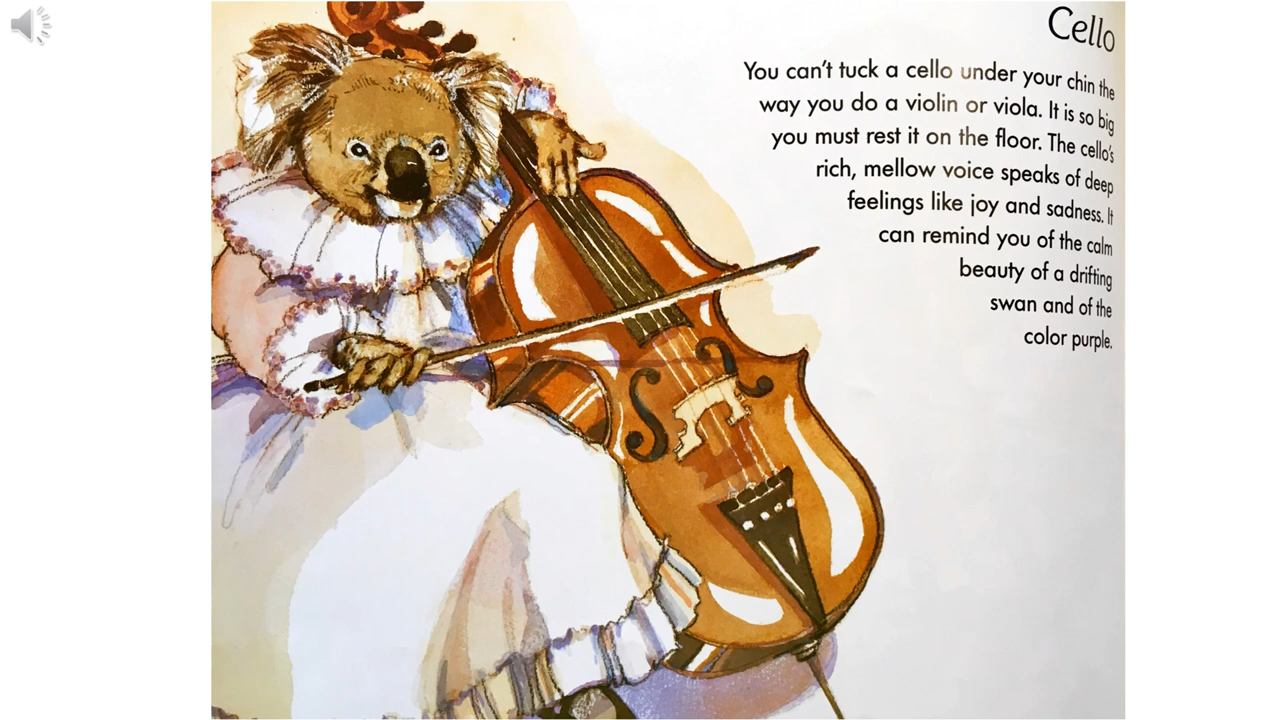 Cello
You can't tuck a cello under your chin the
way you do a violin or viola. It is so big
you must rest it on the floor. The cello's
rich, mellow voice speaks of deep
feelings like joy and sadness. It
can remind you of the calm
beauty of a drifting
swan and of the
color purple.